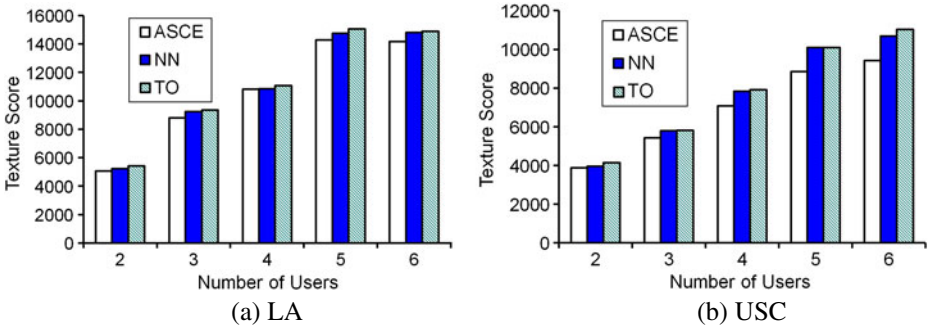 16000
14000
12000
10000
8000
6000
4000
2000
0
Texture Score
ASCE
NN
TO
2 3 4 5 6
Number of Users
(a) LA
12000
10000
8000
6000
4000
2000
0
Texture Score
ASCE
NN
TO
2 3 4 5 6
Number of Users
(b) USC